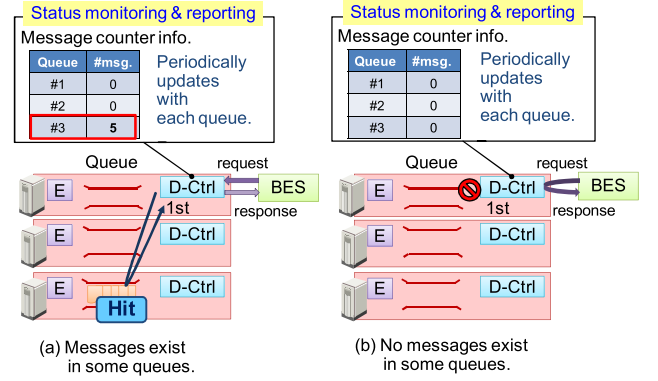 Status monitoring & reporting
Message counter info.
Queue #msg.
#1 0
#2 0
#3 5
Periodically
updates
with
each queue.
Queue
request
E
D-Ctrl
BES
1st
response
E
D-Ctrl
E
D-Ctrl
Hit
(a) Messages exist
in some queues.
Status monitoring & reporting
Message counter info.
Queue #msg.
#1 0
#2 0
#3 0
Periodically
updates
with
each queue.
Queue
request
E
D-Ctrl
BES
1st
response
E
D-Ctrl
E
D-Ctrl
(b) No messages exist
in some queues.